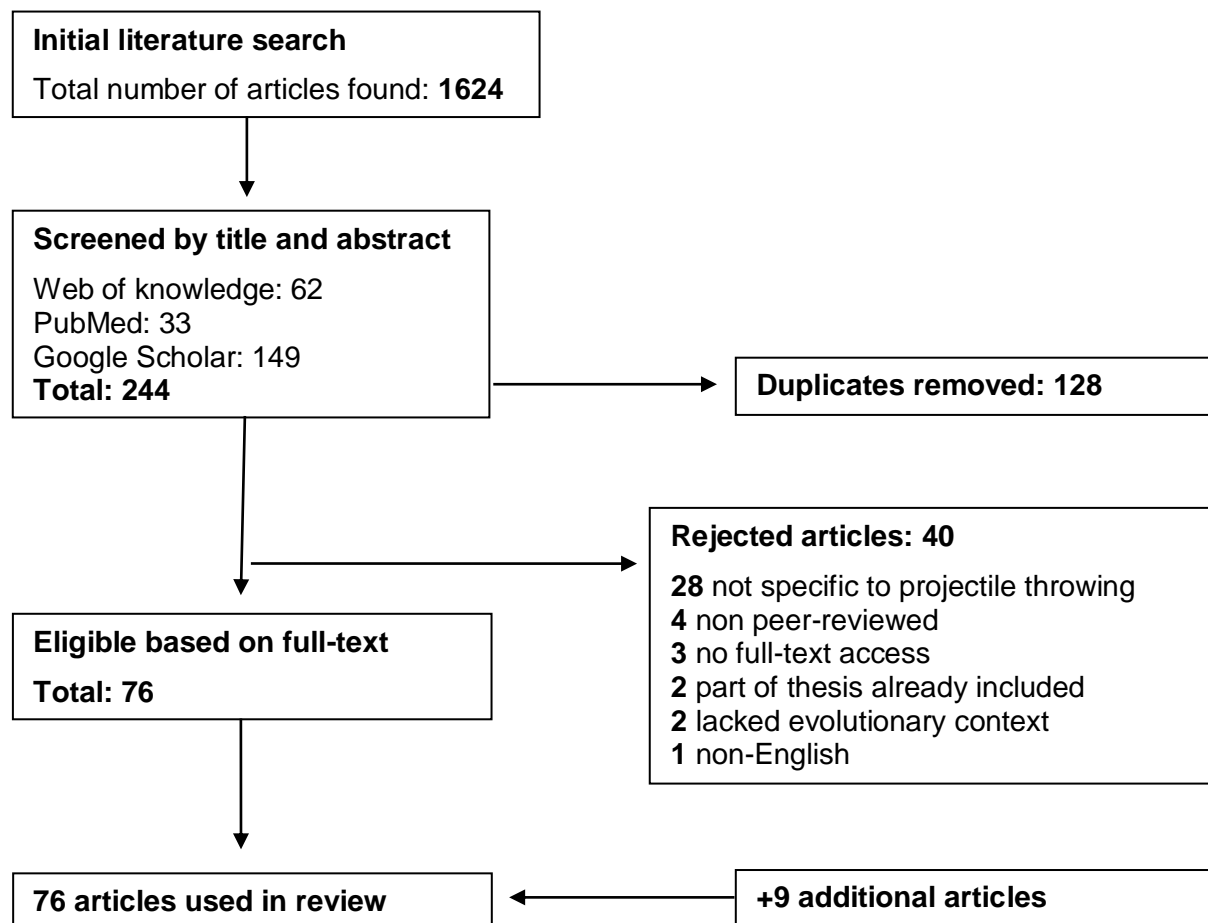 Initial literature search
Total number of articles found: 1624
Screened by title and abstract
Web of knowledge: 62
PubMed: 33
Google Scholar: 149
Total: 244
Duplicates removed: 128
Rejected articles: 40
28 not specific to projectile throwing
4 non peer-reviewed
3 no full-text access
2 part of thesis already included
2 lacked evolutionary context
1 non-English
Eligible based on full-text
Total: 76
76 articles used in review
+9 additional articles